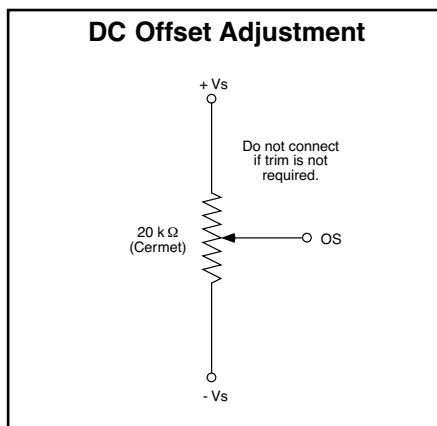 DC Offset Adjustment
+ Vs
Do not connect
if trim is not
required.
20 k Ω
(Cermet)
OS
- Vs